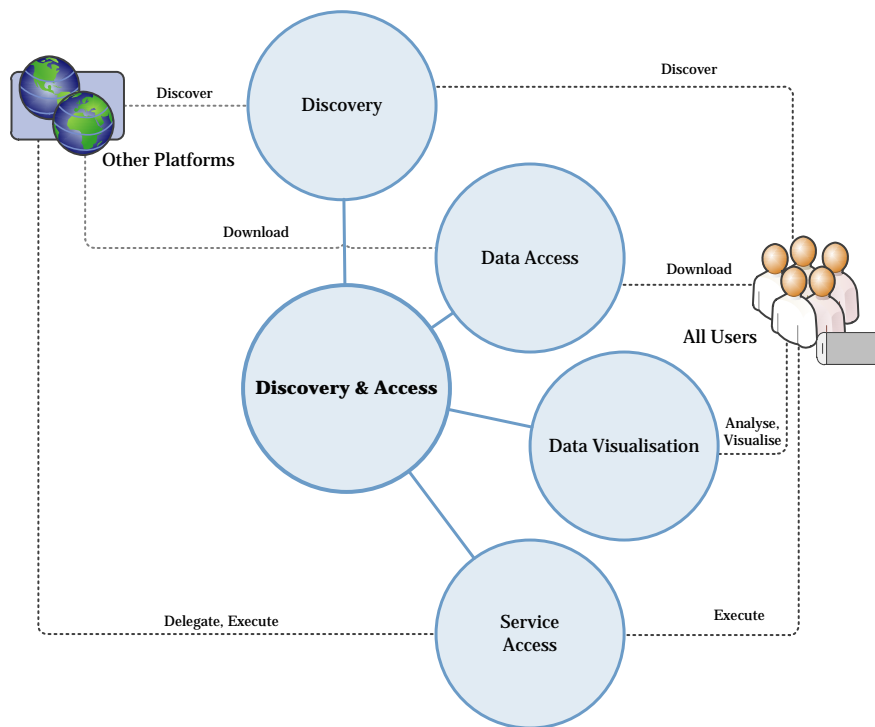 Discover
Discover
Discovery
Other Platforms
Download
Data Access
Download
All Users
Discovery & Access
Analyse,
Visualise
Data Visualisation
Delegate, Execute
Service
Access
Execute